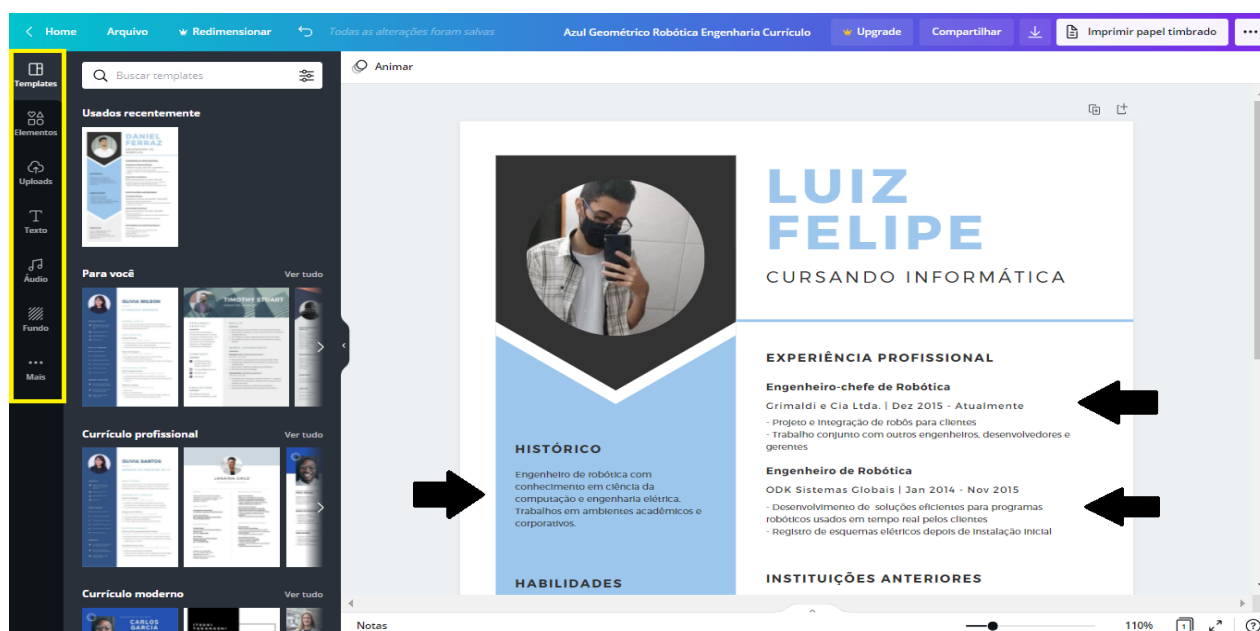 Home Arquivo Redimensionar Todas as alterações foram salvas Azul Geométrico Robótica Engenharia Currículo Upgrade Compartilhar Imprimir papel timbrado
Templates
Elementos
Uploads
Texto
Áudio
Fundo
Mais
Buscar templates
Usados recentemente
DANIEL
FERRAZ
Para você Ver tudo
OLIVIA WILSON
TIMOTHY STUART
Currículo profissional Ver tudo
OLIVIA SANTOS
Currículo moderno Ver tudo
CARLOS
GARCIA
Animar
LUIZ
FELIPE
CURSANDO INFORMÁTICA
HISTÓRICO
Engenheiro de robótica com
conhecimento em ciência da
computação e engenharia elétrica.
Trabalhos em ambientes acadêmicos e
corporativos.
HABILIDADES
EXPERIÊNCIA PROFISSIONAL
Engenheiro-chefe de Robótica
Grimaldi e Cia Ltda. | Dez 2015 - Atualmente
- Projeto e integração de robôs para clientes
- Trabalho conjunto com outros engenheiros, desenvolvedores e
gerentes
Engenheiro de Robótica
ODK Sistemas Globais | Jan 2014 - Nov 2015
- Desenvolvimento de soluções eficientes para programas
robóticos usados em tempo real pelos clientes
- Registro de esquemas elétricos depois de instalação inicial
INSTITUIÇÕES ANTERIORES
Notas
110%
1